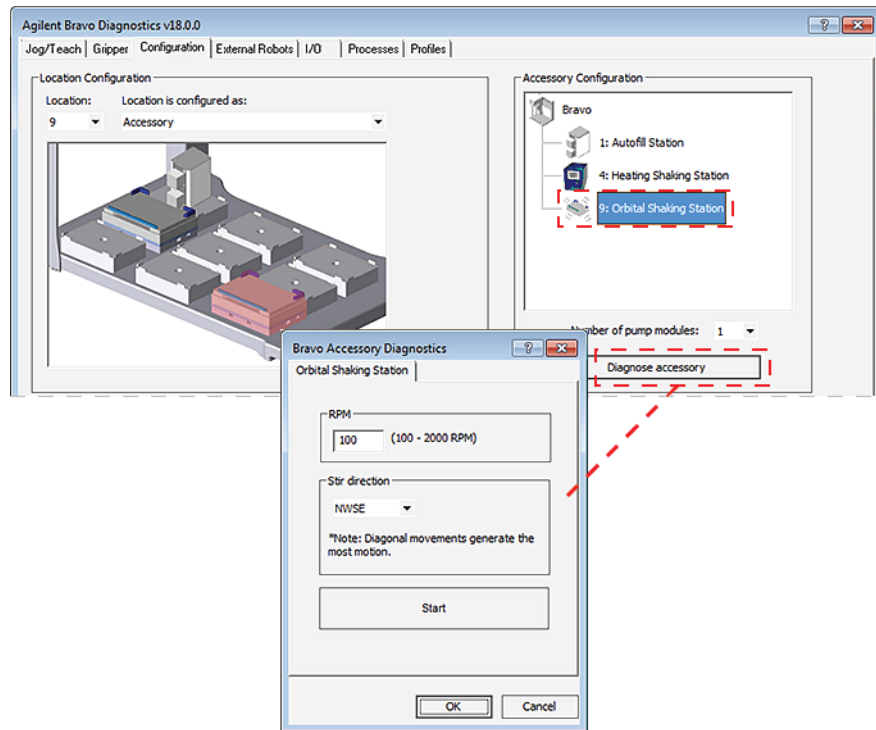 Agilent Bravo Diagnostics v18.0.0
Jog/Teach Gripper Configuration External Robots I/O Processes Profiles
Location Configuration
Location: Location is configured as:
9 Accessory
Accessory Configuration
Bravo
1: Autofill Station
4: Heating Shaking Station
9: Orbital Shaking Station
of pump modules: 1
Diagnose accessory
Bravo Accessory Diagnostics
Orbital Shaking Station
RPM
100 (100 - 2000 RPM)
Stir direction
NWSE
*Note: Diagonal movements generate the
most motion.
Start
OK Cancel